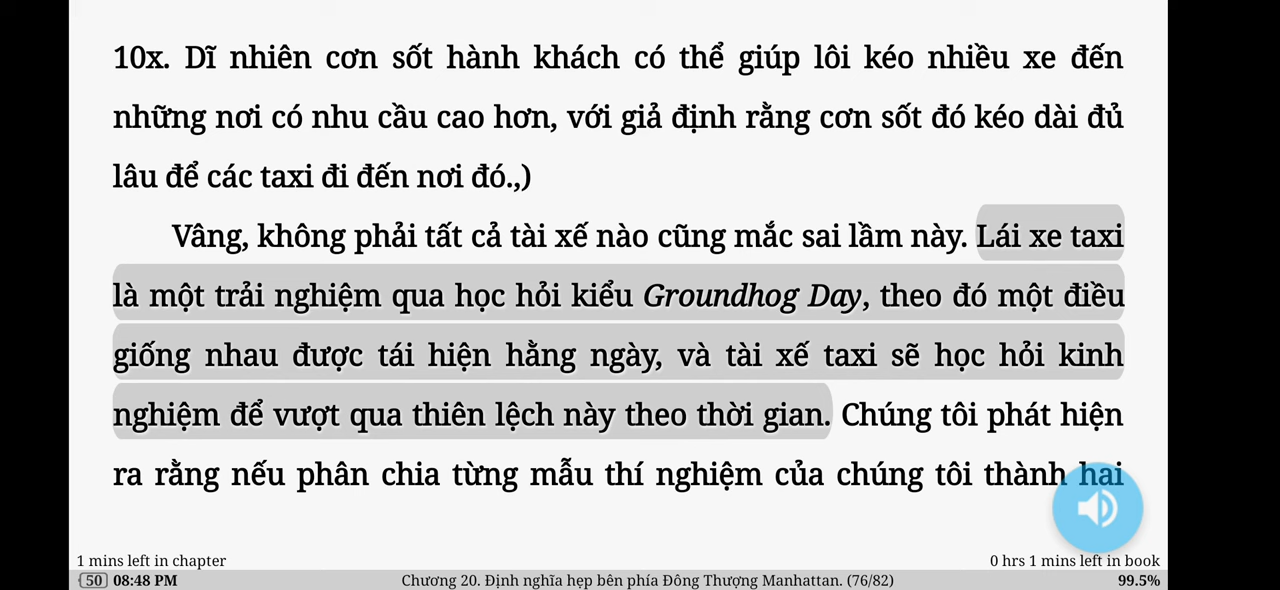 10x. Dĩ nhiên cơn sốt hành khách có thể giúp lôi kéo nhiều xe đến
những nơi có nhu cầu cao hơn, với giả định rằng cơn sốt đó kéo dài đủ
lâu để các taxi đi đến nơi đó.,)
Vâng, không phải tất cả tài xế nào cũng mắc sai lầm này. Lái xe taxi
là một trải nghiệm qua học hỏi kiểu Groundhog Day, theo đó một điều
giống nhau được tái hiện hằng ngày, và tài xế taxi sẽ học hỏi kinh
nghiệm để vượt qua thiên lệch này theo thời gian. Chúng tôi phát hiện
ra rằng nếu phân chia từng mẫu thí nghiệm của chúng tôi thành hai
1 mins left in chapter 0 hrs 1 mins left in book
50 08:48 PM Chương 20. Định nghĩa hẹp bên phía Đông Thượng Manhattan. (76/82) 99.5%